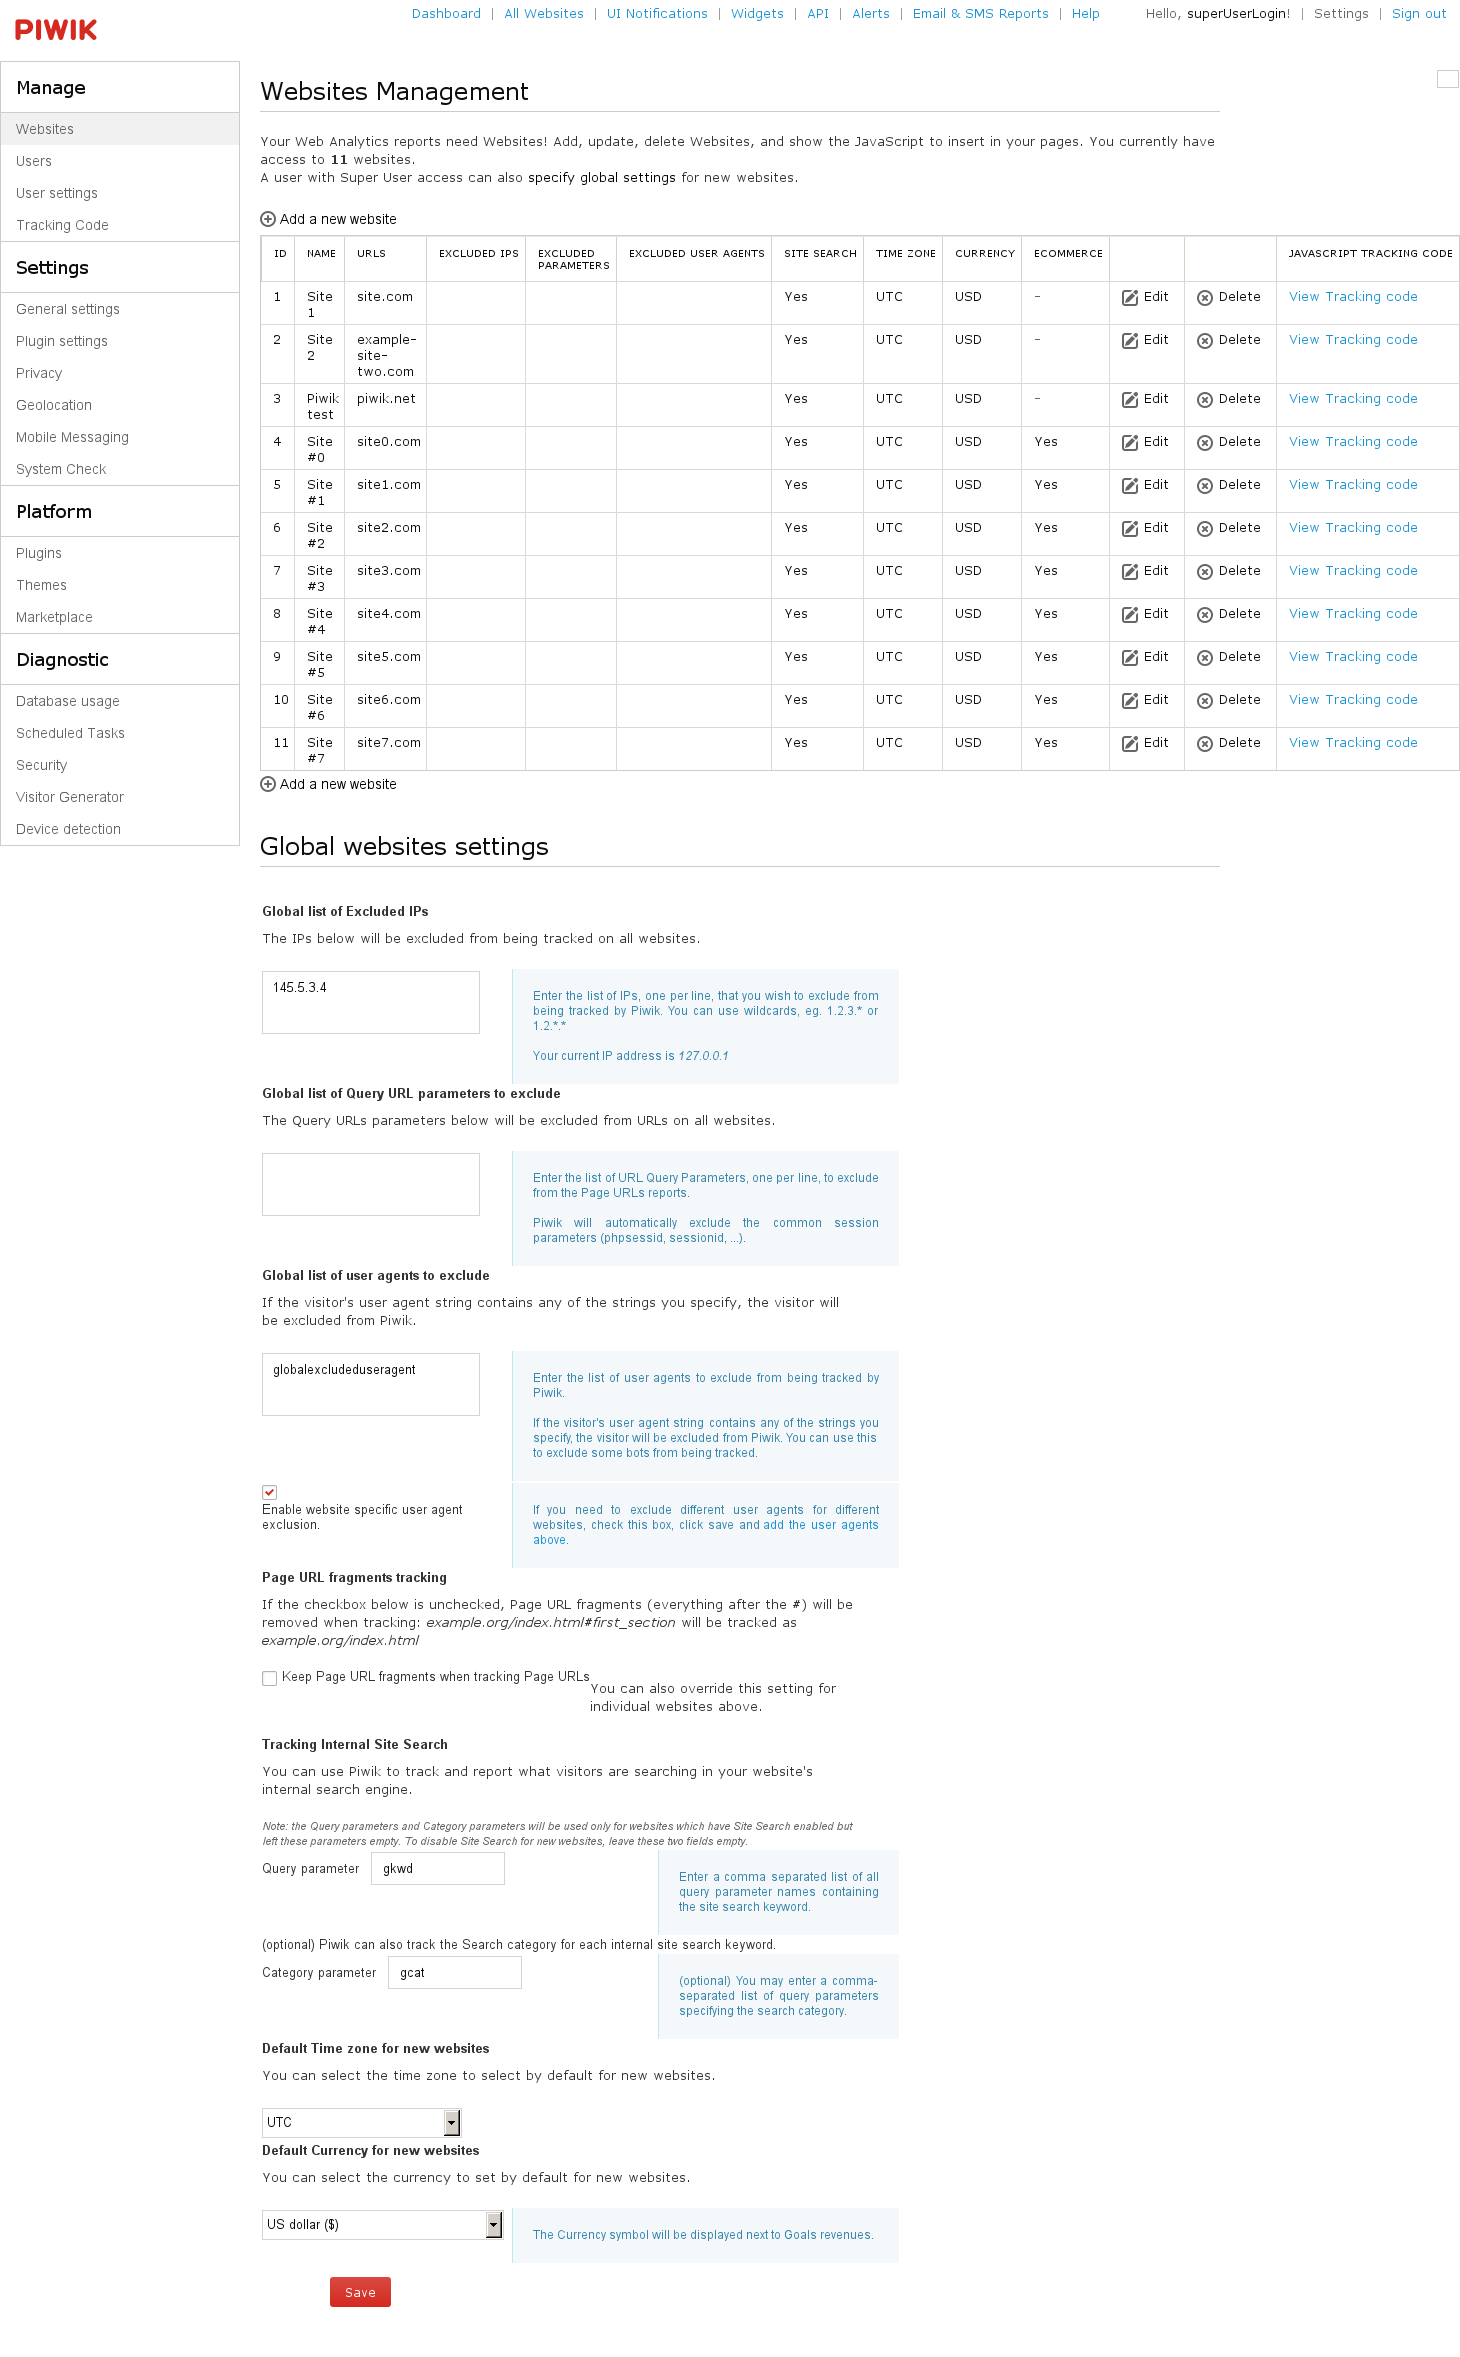 PIWIK
Dashboard | All Websites | UI Notifications | Widgets | API | Alerts | Email & SMS Reports | Help
Hello, superUserLogin! | Settings | Sign out
Manage
Websites
Users
User settings
Tracking Code
Settings
General settings
Plugin settings
Privacy
Geolocation
Mobile Messaging
System Check
Platform
Plugins
Themes
Marketplace
Diagnostic
Database usage
Scheduled Tasks
Security
Visitor Generator
Device detection
Websites Management
Your Web Analytics reports need Websites! Add, update, delete Websites, and show the JavaScript to insert in your pages. You currently have
access to 11 websites.
A user with Super User access can also specify global settings for new websites.
Add a new website
ID NAME URLS EXCLUDED IPS EXCLUDED PARAMETERS EXCLUDED USER AGENTS SITE SEARCH TIME ZONE CURRENCY ECOMMERCE JAVASCRIPT TRACKING CODE
1 Site 1 site.com Yes UTC USD - Edit Delete View Tracking code
2 Site 2 example-site-two.com Yes UTC USD - Edit Delete View Tracking code
3 Piwik test piwik.net Yes UTC USD - Edit Delete View Tracking code
4 Site #0 site0.com Yes UTC USD Yes Edit Delete View Tracking code
5 Site #1 site1.com Yes UTC USD Yes Edit Delete View Tracking code
6 Site #2 site2.com Yes UTC USD Yes Edit Delete View Tracking code
7 Site #3 site3.com Yes UTC USD Yes Edit Delete View Tracking code
8 Site #4 site4.com Yes UTC USD Yes Edit Delete View Tracking code
9 Site #5 site5.com Yes UTC USD Yes Edit Delete View Tracking code
10 Site #6 site6.com Yes UTC USD Yes Edit Delete View Tracking code
11 Site #7 site7.com Yes UTC USD Yes Edit Delete View Tracking code
Add a new website
Global websites settings
Global list of Excluded IPs
The IPs below will be excluded from being tracked on all websites.
145.5.3.4
Enter the list of IPs, one per line, that you wish to exclude from
being tracked by Piwik. You can use wildcards, eg. 1.2.3.* or
1.2.*.*
Your current IP address is 127.0.0.1
Global list of Query URL parameters to exclude
The Query URLs parameters below will be excluded from URLs on all websites.
Enter the list of URL Query Parameters, one per line, to exclude
from the Page URLs reports.
Piwik will automatically exclude the common session
parameters (phpsessid, sessionid, ...).
Global list of user agents to exclude
If the visitor's user agent string contains any of the strings you specify, the visitor will
be excluded from Piwik.
globalexcludeduseragent
Enter the list of user agents to exclude from being tracked by
Piwik.
If the visitor's user agent string contains any of the strings you
specify, the visitor will be excluded from Piwik. You can use this
to exclude some bots from being tracked.
Enable website specific user agent
exclusion.
If you need to exclude different user agents for different
websites, check this box, click save and add the user agents
above.
Page URL fragments tracking
If the checkbox below is unchecked, Page URL fragments (everything after the #) will be
removed when tracking: example.org/index.html#first_section will be tracked as
example.org/index.html
Keep Page URL fragments when tracking Page URLs
You can also override this setting for
individual websites above.
Tracking Internal Site Search
You can use Piwik to track and report what visitors are searching in your website's
internal search engine.
Note: the Query parameters and Category parameters will be used only for websites which have Site Search enabled but
left these parameters empty. To disable Site Search for new websites, leave these two fields empty.
Query parameter gkwd
Enter a comma separated list of all
query parameter names containing
the site search keyword.
(optional) Piwik can also track the Search category for each internal site search keyword.
Category parameter gcat
(optional) You may enter a comma-
separated list of query parameters
specifying the search category.
Default Time zone for new websites
You can select the time zone to select by default for new websites.
UTC
Default Currency for new websites
You can select the currency to set by default for new websites.
US dollar ($)
The Currency symbol will be displayed next to Goals revenues.
Save